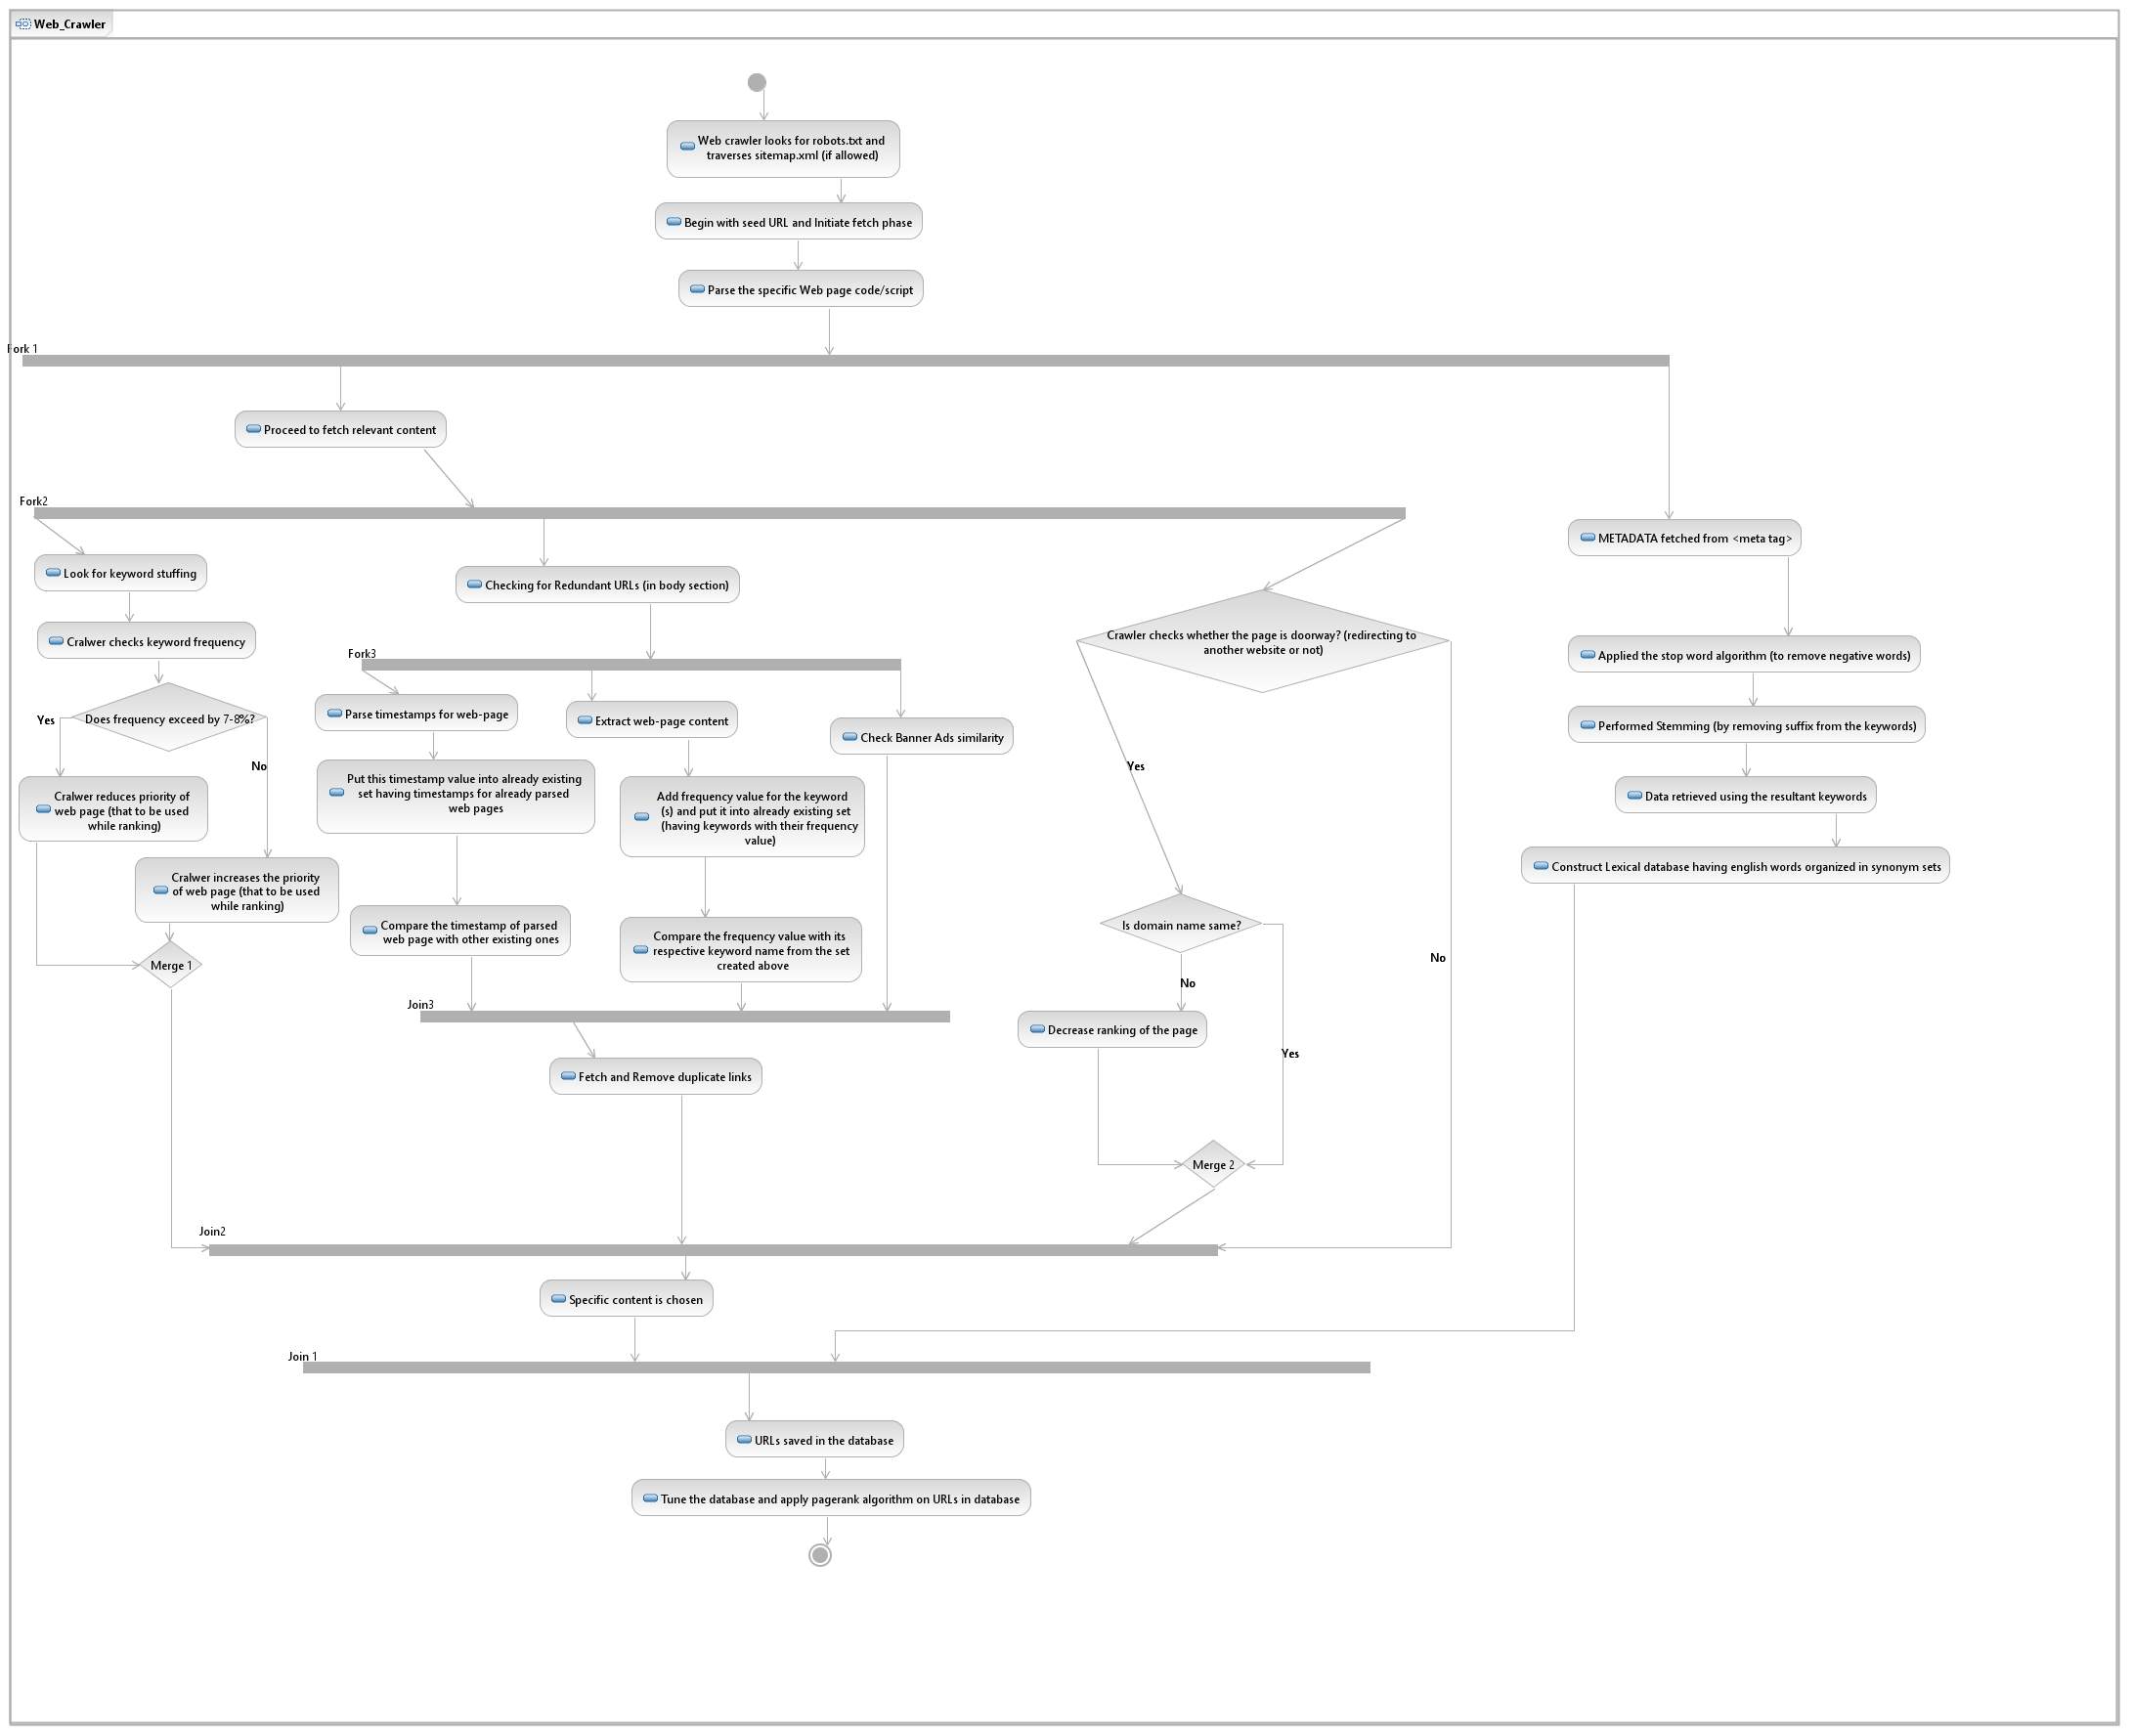 Web_Crawler
Web crawler looks for robots.txt and
traverses sitemap.xml (if allowed)
Begin with seed URL and Initiate fetch phase
Parse the specific Web page code/script
Fork 1
Proceed to fetch relevant content
Fork2
Look for keyword stuffing
Cralwer checks keyword frequency
Does frequency exceed by 7-8%?
Yes
No
Cralwer reduces priority of
web page (that to be used
while ranking)
Cralwer increases the priority
of web page (that to be used
while ranking)
Merge 1
Checking for Redundant URLs (in body section)
Fork3
Parse timestamps for web-page
Put this timestamp value into already existing
set having timestamps for already parsed
web pages
Compare the timestamp of parsed
web page with other existing ones
Extract web-page content
Add frequency value for the keyword
(s) and put it into already existing set
(having keywords with their frequency
value)
Compare the frequency value with its
respective keyword name from the set
created above
Check Banner Ads similarity
Join3
Fetch and Remove duplicate links
Crawler checks whether the page is doorway? (redirecting to
another website or not)
Yes
No
Is domain name same?
No
Yes
Decrease ranking of the page
Merge 2
METADATA fetched from <meta tag>
Applied the stop word algorithm (to remove negative words)
Performed Stemming (by removing suffix from the keywords)
Data retrieved using the resultant keywords
Construct Lexical database having english words organized in synonym sets
Join2
Specific content is chosen
Join 1
URLs saved in the database
Tune the database and apply pagerank algorithm on URLs in database